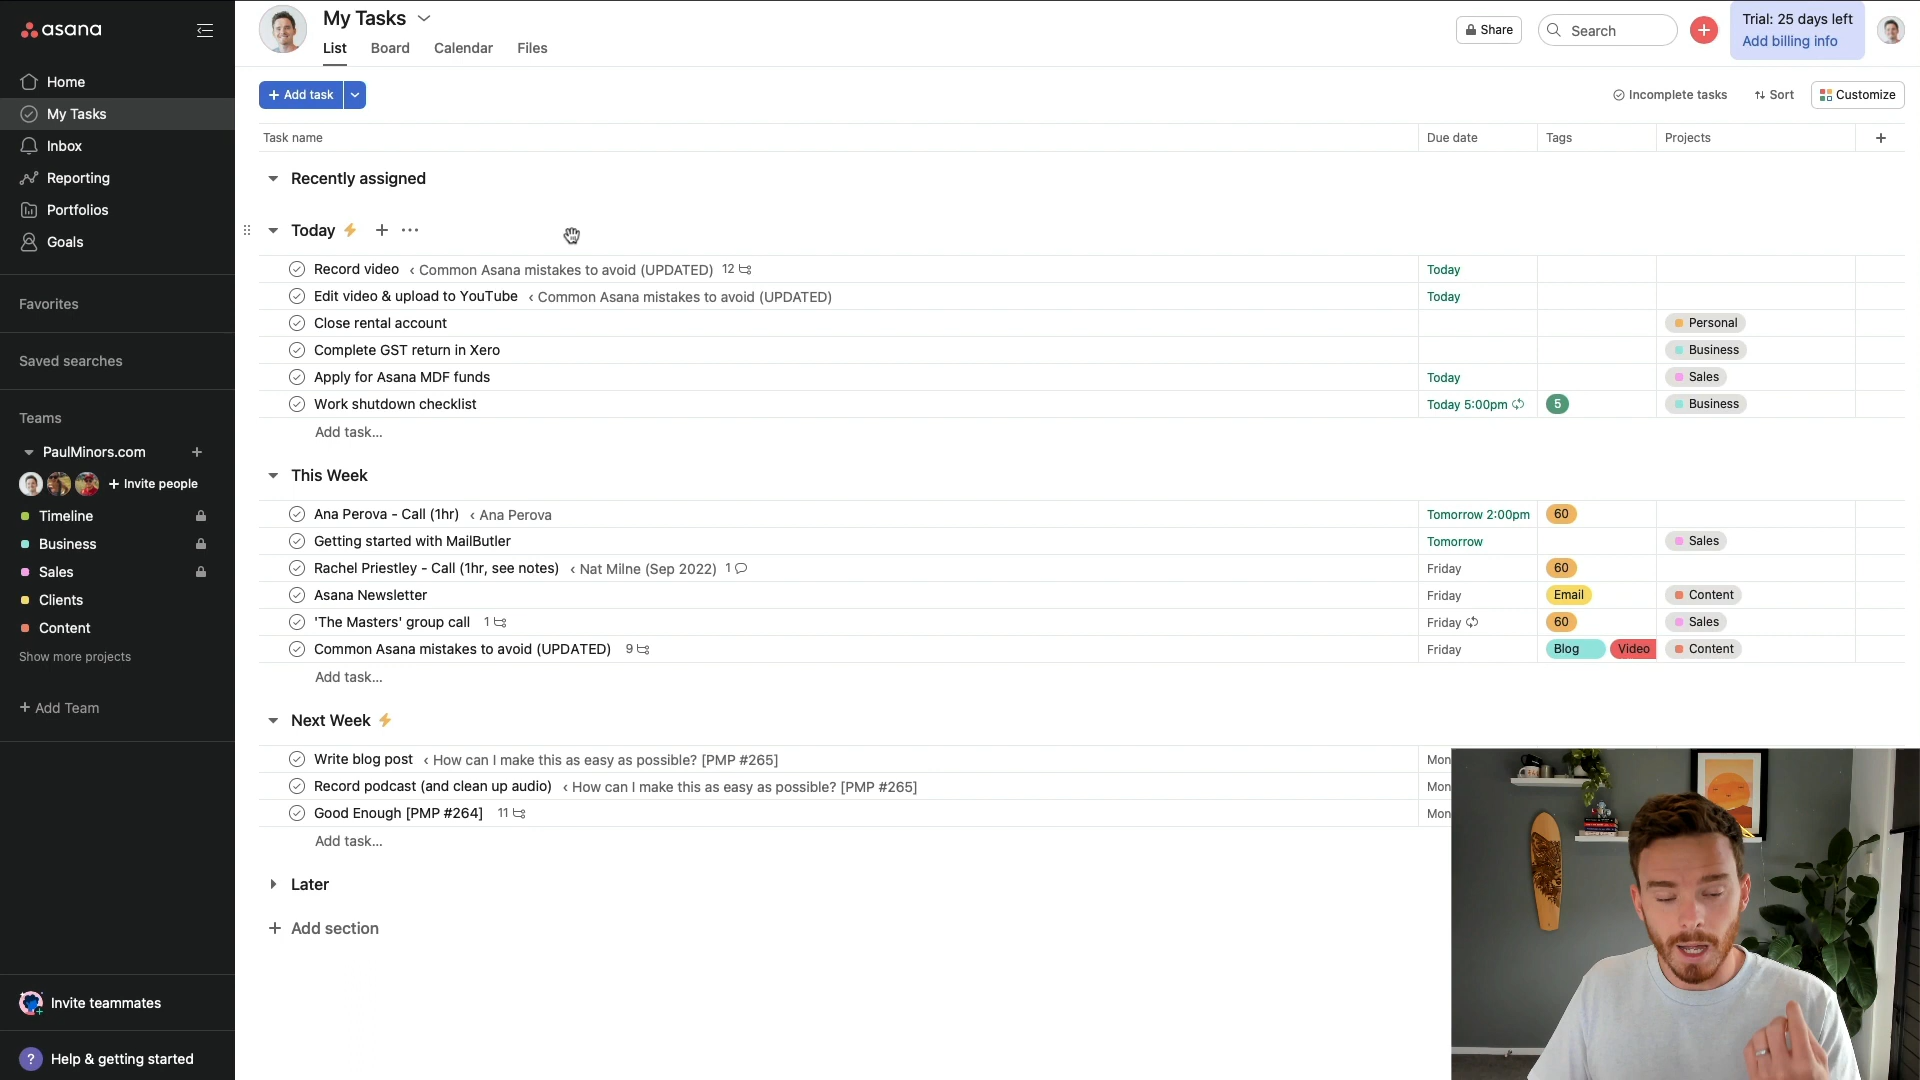 asana
Home
My Tasks
Inbox
Reporting
Portfolios
Goals
Favorites
Saved searches
Teams
PaulMinors.com
Invite people
Timeline
Business
Sales
Clients
Content
Show more projects
+ Add Team
Invite teammates
? Help & getting started
My Tasks
List Board Calendar Files
Share
Search
Trial: 25 days left
Add billing info
+ Add task
Incomplete tasks Sort Customize
Task name Due date Tags Projects
Recently assigned
Today
Record video ‹ Common Asana mistakes to avoid (UPDATED) 12 Today
Edit video & upload to YouTube ‹ Common Asana mistakes to avoid (UPDATED) Today
Close rental account Personal
Complete GST return in Xero Business
Apply for Asana MDF funds Today Sales
Work shutdown checklist Today 5:00pm 5 Business
Add task...
This Week
Ana Perova - Call (1hr) ‹ Ana Perova Tomorrow 2:00pm 60
Getting started with MailButler Tomorrow Sales
Rachel Priestley - Call (1hr, see notes) ‹ Nat Milne (Sep 2022) 1 Friday 60
Asana Newsletter Friday Email Content
'The Masters' group call 1 Friday 60 Sales
Common Asana mistakes to avoid (UPDATED) 9 Friday Blog Video Content
Add task...
Next Week
Write blog post ‹ How can I make this as easy as possible? [PMP #265] Mon
Record podcast (and clean up audio) ‹ How can I make this as easy as possible? [PMP #265] Mon
Good Enough [PMP #264] 11 Mon
Add task...
Later
+ Add section